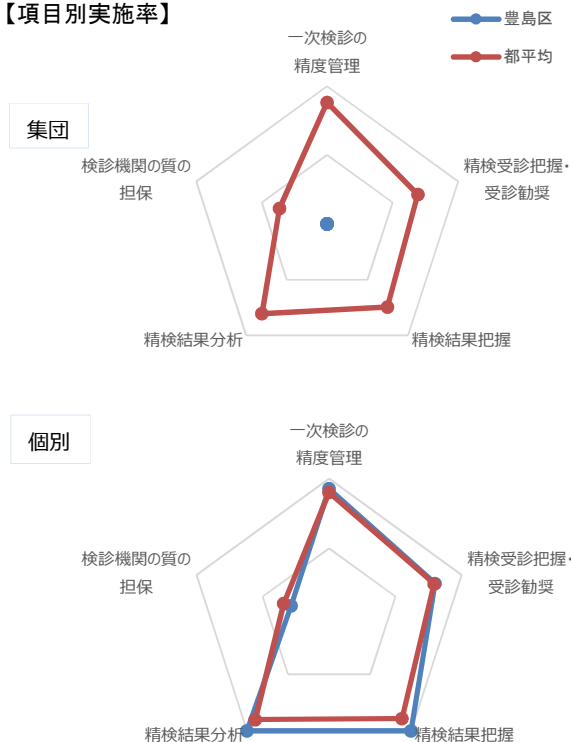 【項目別実施率】
豊島区
都平均
集団
一次検診の
精度管理
精検受診把握・
受診勧奨
精検結果把握
精検結果分析
検診機関の質の
担保
個別
一次検診の
精度管理
精検受診把握・
受診勧奨
精検結果把握
精検結果分析
検診機関の質の
担保